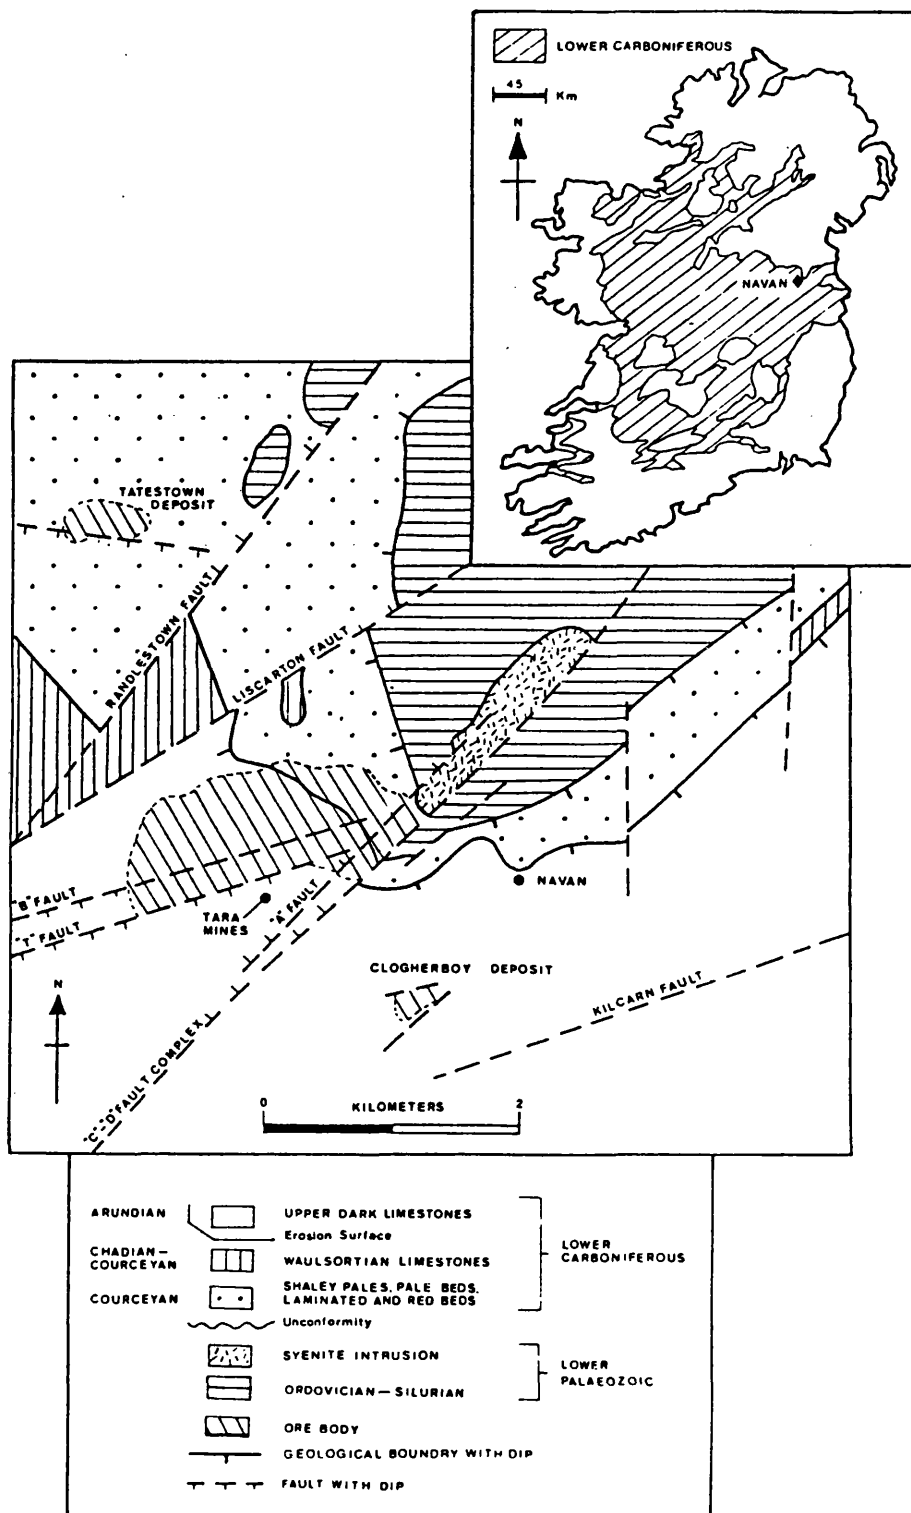 LOWER CARBONIFEROUS
45
Km
N
NAVAN
TATESTOWN
DEPOSIT
RANDLESTOWN FAULT
LISCARTON FAULT
"B" FAULT
"T" FAULT
TARA
MINES
"A" FAULT
NAVAN
CLOGHERBOY DEPOSIT
KILCARN FAULT
N
"C"-"D" FAULT COMPLEX
0 KILOMETERS 2
ARUNDIAN UPPER DARK LIMESTONES
Erosion Surface
CHADIAN—
COURCEYAN WAULSORTIAN LIMESTONES
LOWER
CARBONIFEROUS
COURCEYAN SHALEY PALES, PALE BEDS,
LAMINATED AND RED BEDS
Unconformity
SYENITE INTRUSION
LOWER
PALAEOZOIC
ORDOVICIAN—SILURIAN
ORE BODY
GEOLOGICAL BOUNDRY WITH DIP
FAULT WITH DIP